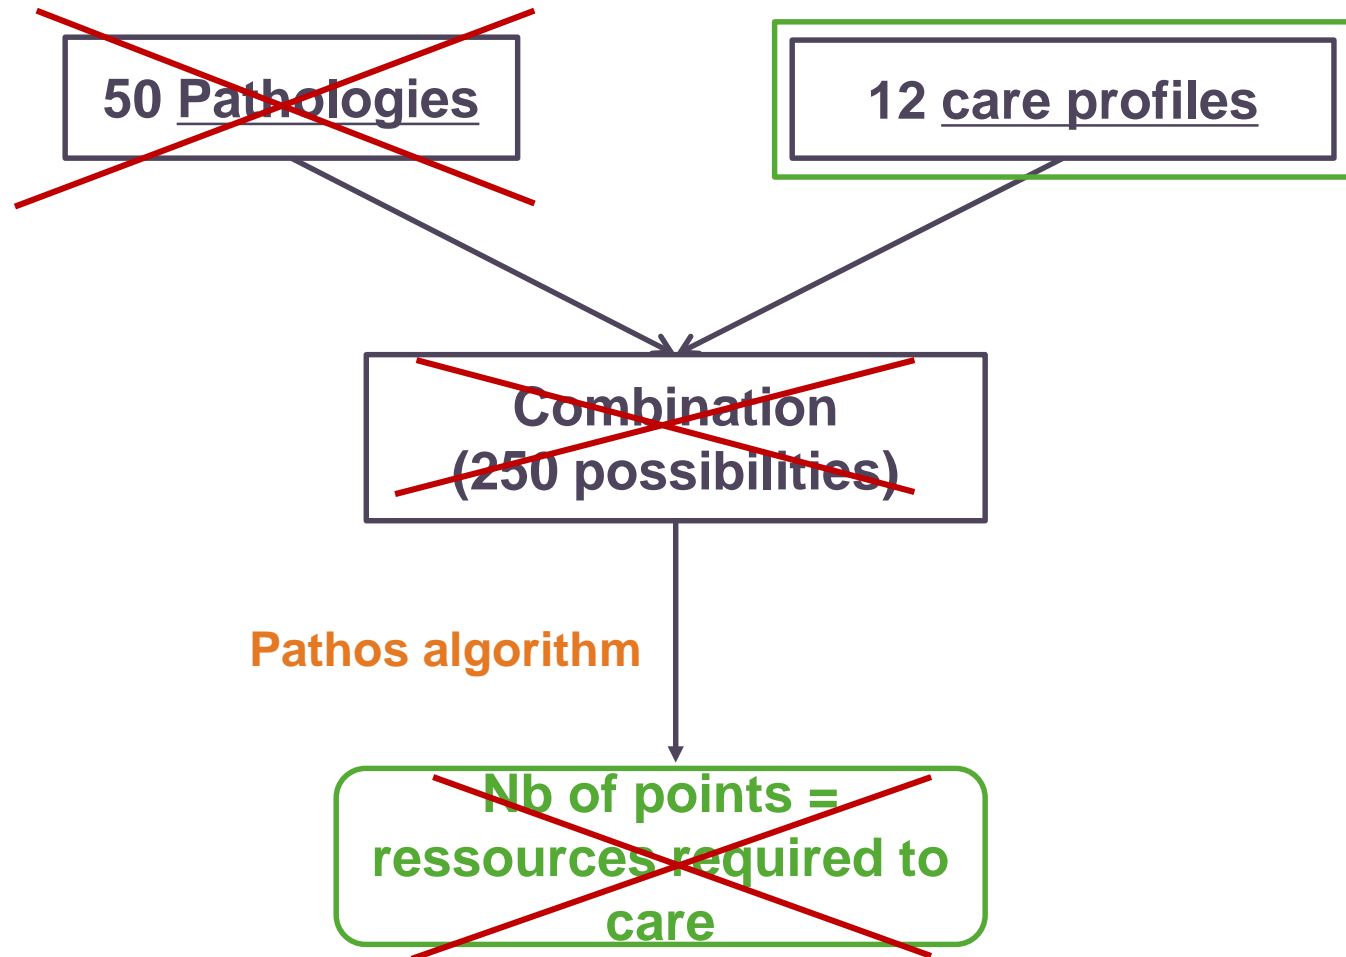 50 Pathologies
12 care profiles
Combination
(250 possibilities)
Pathos algorithm
Nb of points =
ressources required to
care